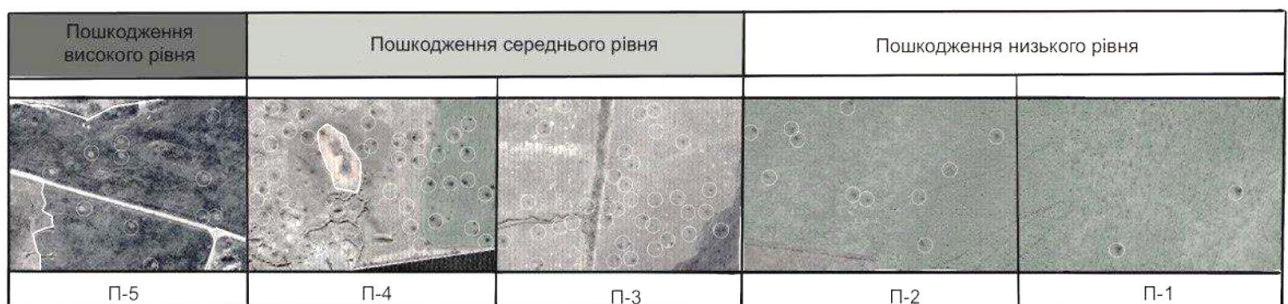 Пошкодження
високого рівня
Пошкодження середнього рівня
Пошкодження низького рівня
П-5
П-4
П-3
П-2
П-1